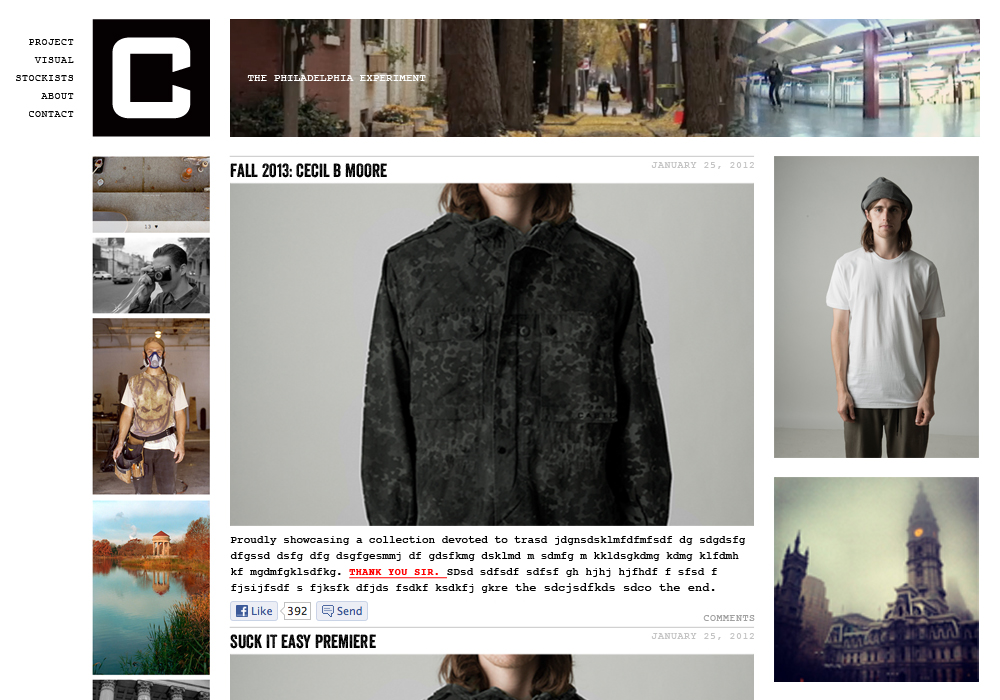 PROJECT
VISUAL
STOCKISTS
ABOUT
CONTACT
C
THE PHILADELPHIA EXPERIMENT
13 ♥
FALL 2013: CECIL B MOORE
JANUARY 25, 2012
Proudly showcasing a collection devoted to trasd jdgnsdsklmfdfmfsdf dg sdgdsfg
dfgssd dsfg dfg dsgfgesmmj df gdsfkmg dsklmd m sdmfg m kkldsgkdmg kdmg klfdmh
kf mgdmfgklsdfkg. THANK YOU SIR. SDsd sdfsdf sdfsf gh hjhj hjfhdf f sfsd f
fjsijfsdf s fjksfk dfjds fsdkf ksdkfj gkre the sdcjsdfkds sdco the end.
Like 392 Send
COMMENTS
SUCK IT EASY PREMIERE
JANUARY 25, 2012